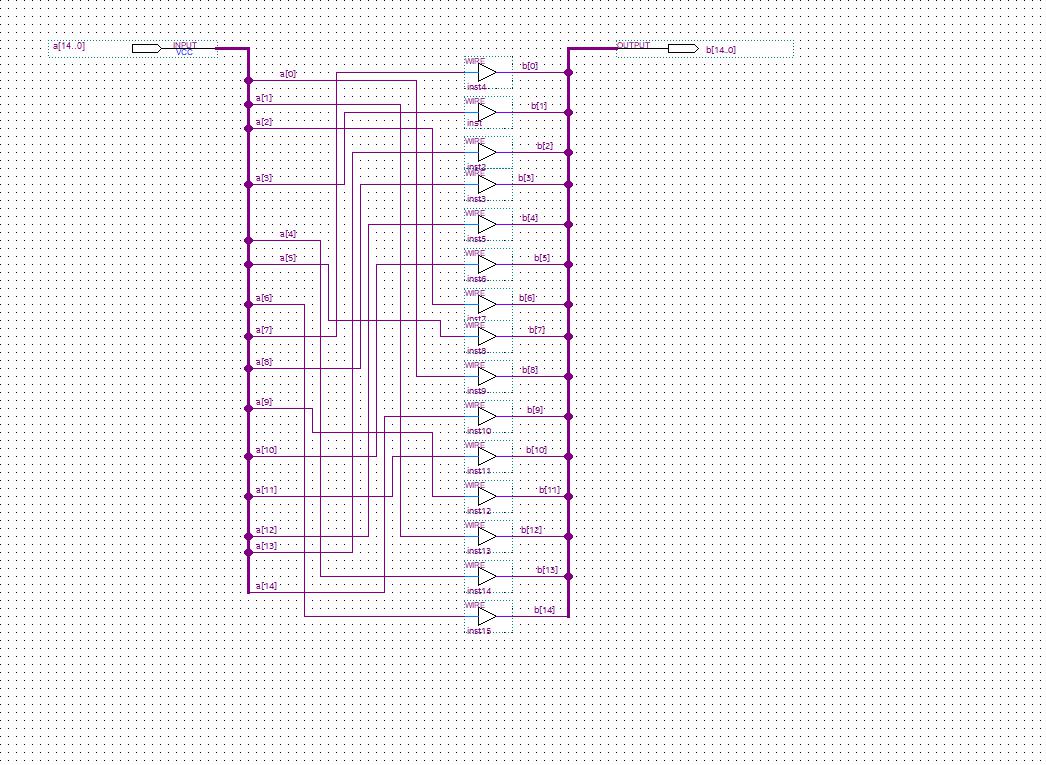 a[14..0]
INPUT
VCC
OUTPUT
b[14..0]
WIRE
b[0]
a[0]
inst4
a[1]
WIRE
b[1]
a[2]
inst
WIRE
b[2]
inst2
WIRE
a[3]
b[3]
inst3
WIRE
b[4]
a[4]
inst5
WIRE
a[5]
b[5]
inst6
WIRE
a[6]
b[6]
inst7
WIRE
a[7]
b[7]
inst8
a[8]
WIRE
b[8]
inst9
a[9]
WIRE
b[9]
inst10
WIRE
a[10]
b[10]
inst11
WIRE
a[11]
b[11]
inst12
WIRE
a[12]
b[12]
a[13]
inst13
WIRE
b[13]
a[14]
inst14
WIRE
b[14]
inst15